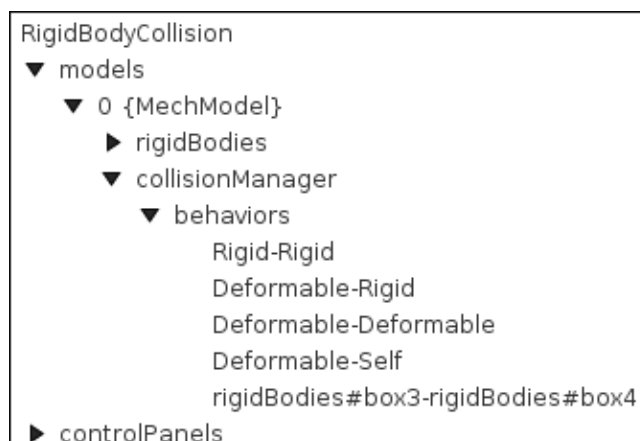 RigidBodyCollision
models
0 {MechModel}
rigidBodies
collisionManager
behaviors
Rigid-Rigid
Deformable-Rigid
Deformable-Deformable
Deformable-Self
rigidBodies#box3-rigidBodies#box4
controlPanels